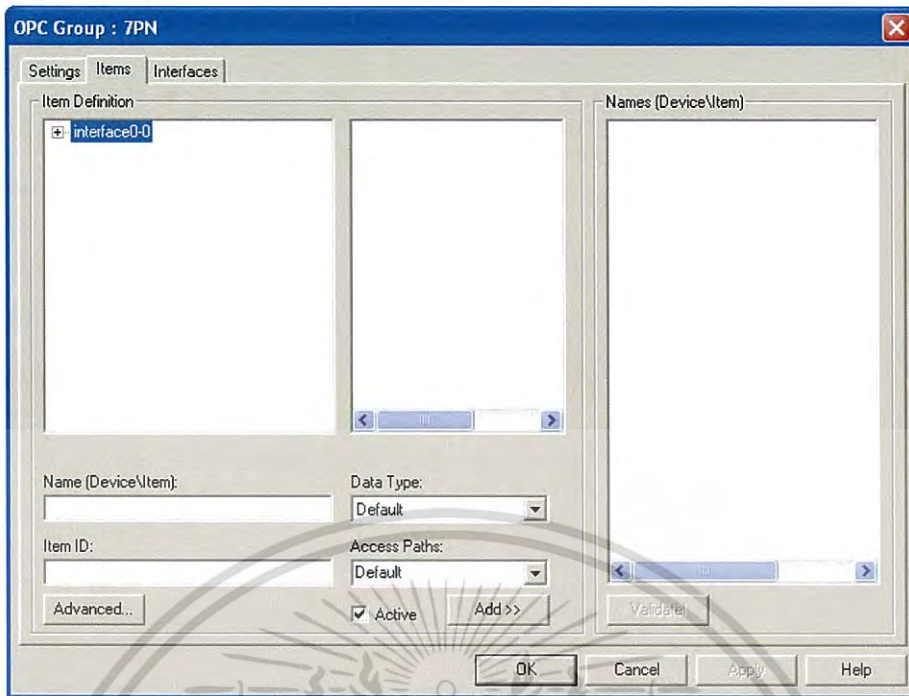 OPC Group : 7PN
Settings Items Interfaces
Item Definition
Names (Device\Item)
interface0-0
Name (Device\Item):
Data Type:
Default
Item ID:
Access Paths:
Default
Advanced...
Active
Add >>
Validate!
OK
Cancel
Apply
Help